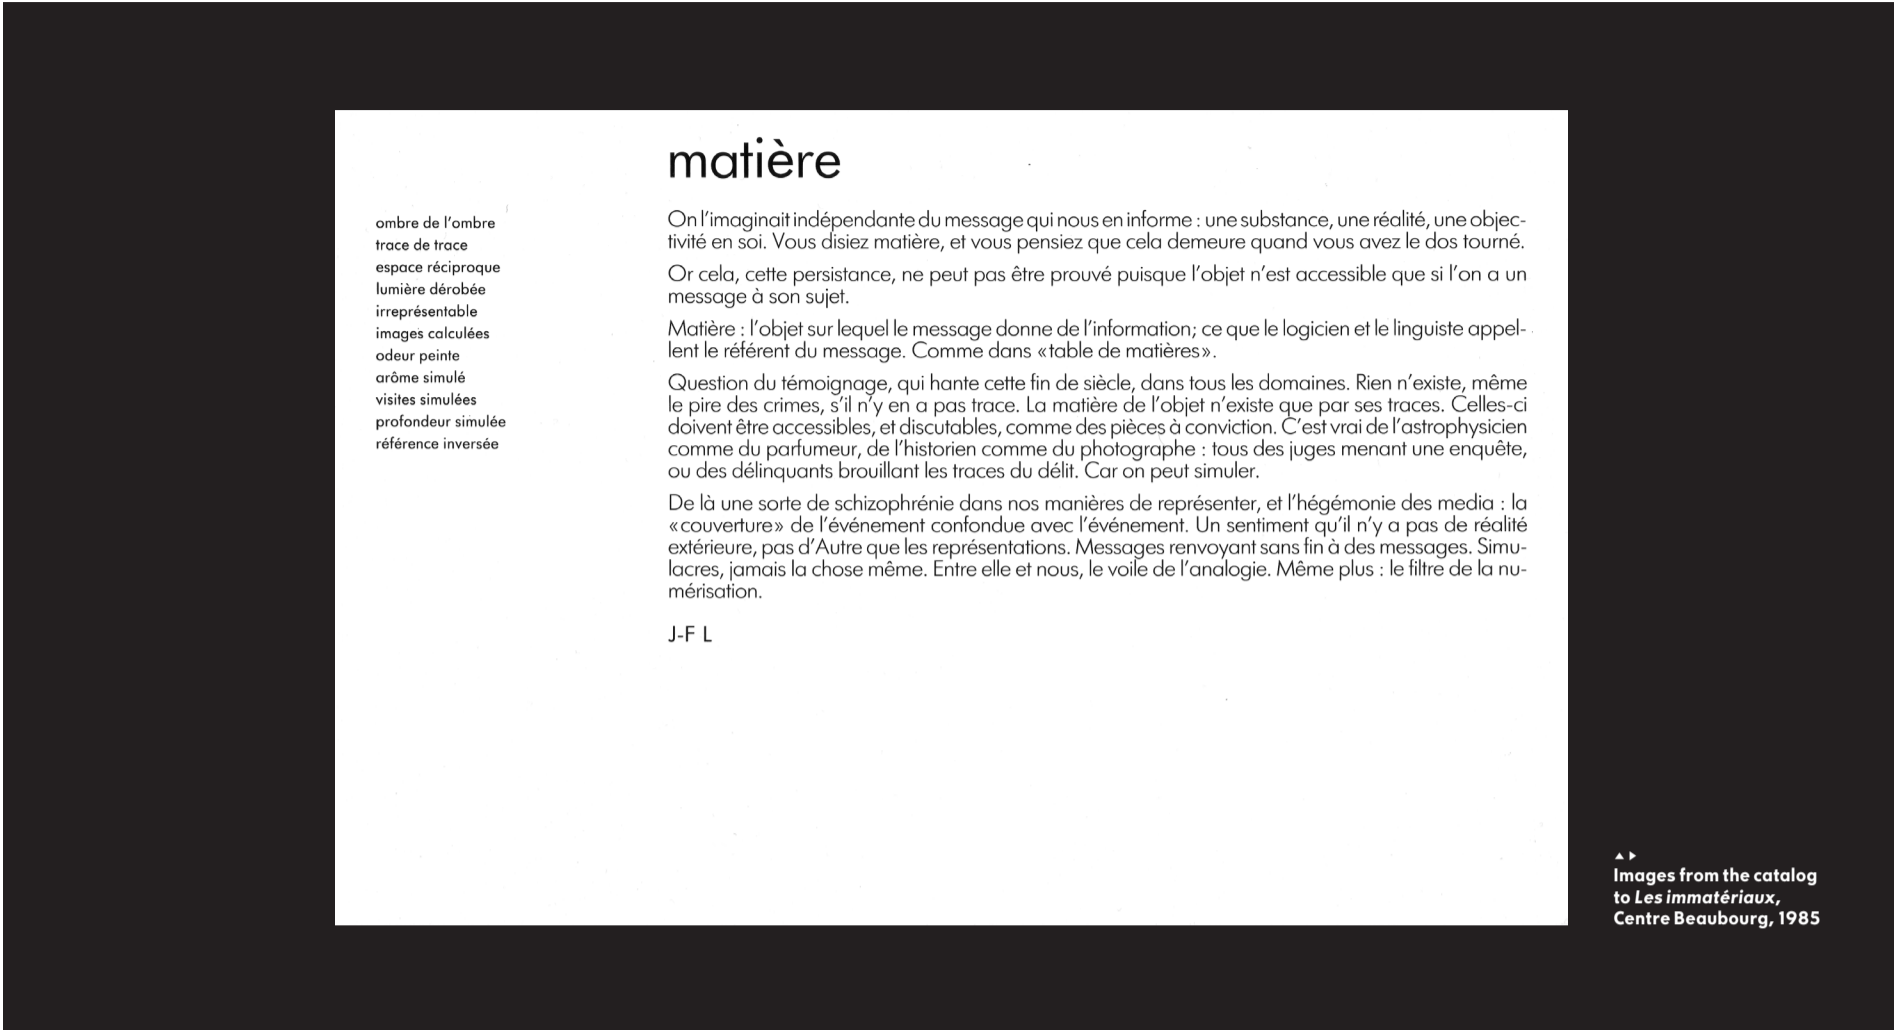 matière
ombre de l'ombre
trace de trace
espace réciproque
lumière dérobée
irreprésentable
images calculées
odeur peinte
arôme simulé
visites simulées
profondeur simulée
référence inversée
On l'imaginait indépendante du message qui nous en informe : une substance, une réalité, une objec-
tivité en soi. Vous disiez matière, et vous pensiez que cela demeure quand vous avez le dos tourné.
Or cela, cette persistance, ne peut pas être prouvé puisque l'objet n'est accessible que si l'on a un
message à son sujet.
Matière : l'objet sur lequel le message donne de l'information; ce que le logicien et le linguiste appel-
lent le référent du message. Comme dans «table de matières».
Question du témoignage, qui hante cette fin de siècle, dans tous les domaines. Rien n'existe, même
le pire des crimes, s'il n'y en a pas trace. La matière de l'objet n'existe que par ses traces. Celles-ci
doivent être accessibles, et discutables, comme des pièces à conviction. C'est vrai de l'astrophysicien
comme du parfumeur, de l'historien comme du photographe : tous des juges menant une enquête,
ou des délinquants brouillant les traces du délit. Car on peut simuler.
De là une sorte de schizophrénie dans nos manières de représenter, et l'hégémonie des media : la
«couverture» de l'événement confondue avec l'événement. Un sentiment qu'il n'y a pas de réalité
extérieure, pas d'Autre que les représentations. Messages renvoyant sans fin à des messages. Simu-
lacres, jamais la chose même. Entre elle et nous, le voile de l'analogie. Même plus : le filtre de la nu-
mérisation.
J-F L
Images from the catalog
to Les immatériaux,
Centre Beaubourg, 1985